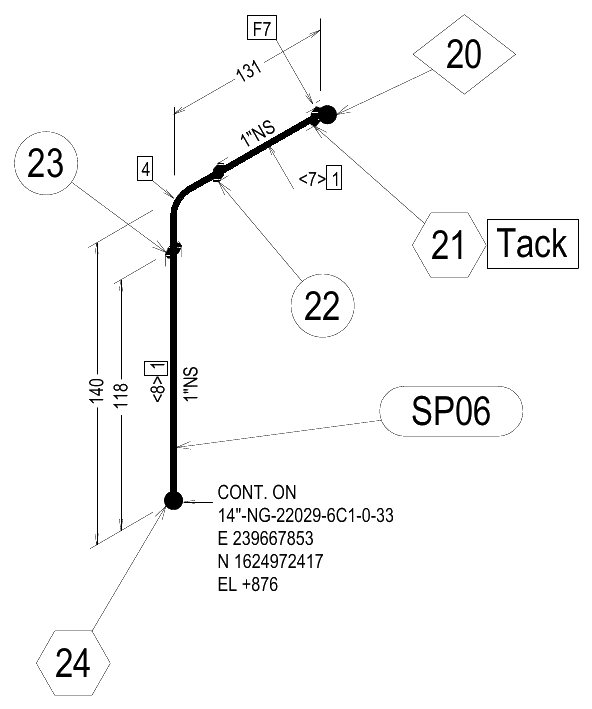 F7
20
131
1"NS
23
4
<7> 1
21
Tack
22
140
118
<8> 1
1"NS
SP06
CONT. ON
14"-NG-22029-6C1-0-33
E 239667853
N 1624972417
EL +876
24